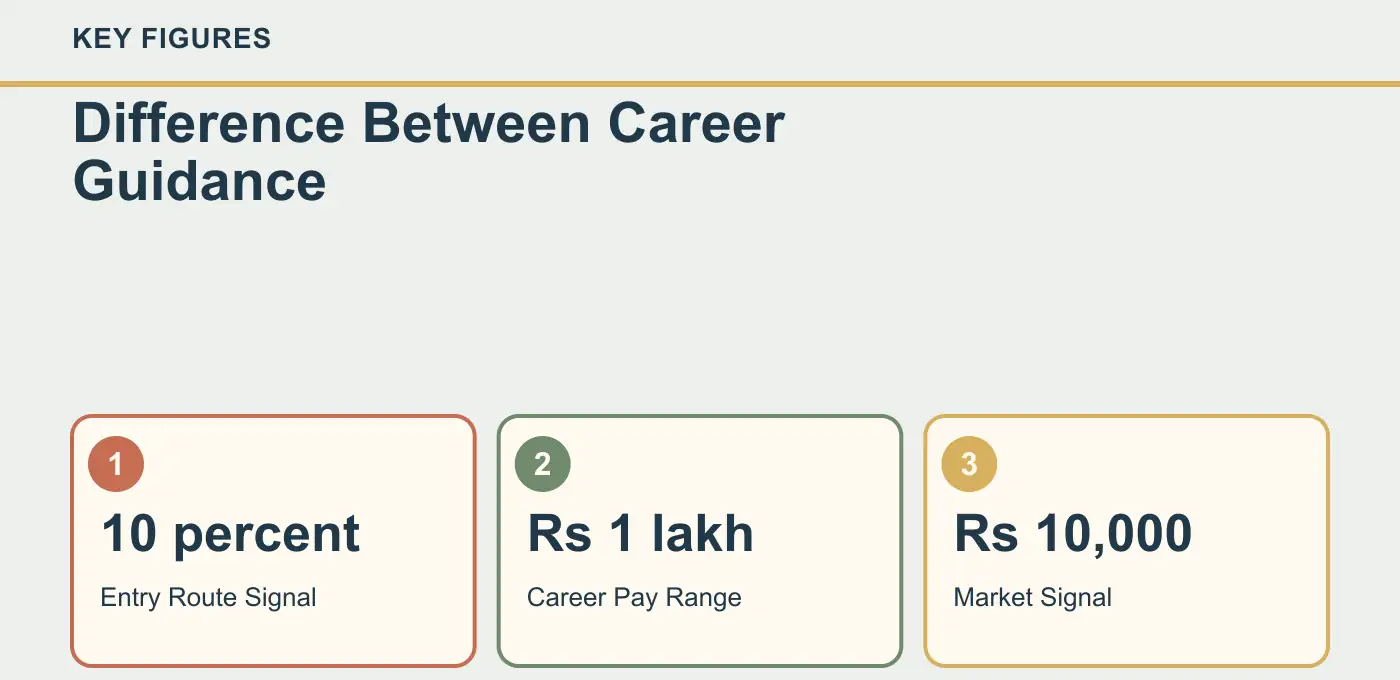 KEY FIGURES
Difference Between Career
Guidance
1
10 percent
Entry Route Signal
2
Rs 1 lakh
Career Pay Range
3
Rs 10,000
Market Signal